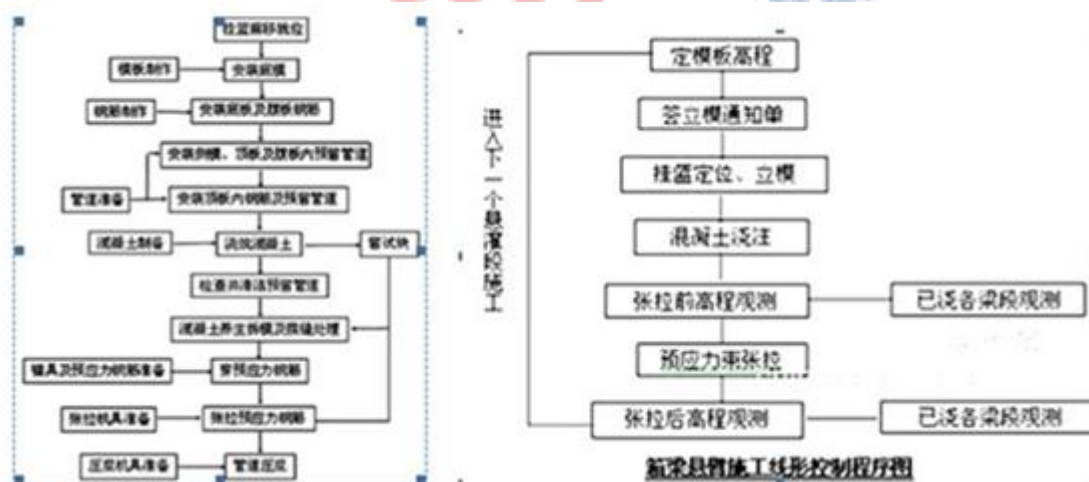 挂篮前移就位
模板制作
安装底模
钢筋制作
安装底板及腹板钢筋
安装侧模、顶板及腹板内预留管道
管道准备
安装顶板内钢筋及预留管道
混凝土制备
浇筑混凝土
留试块
检查并清洁预留管道
混凝土养生拆模及接缝处理
锚具及预应力钢筋准备
穿预应力钢筋
张拉机具准备
张拉预应力钢筋
压浆机具准备
管道压浆
进入下一个悬灌段施工
定模板高程
签立模通知单
挂篮定位、立模
混凝土浇注
张拉前高程观测
已浇各梁段观测
预应力束张拉
张拉后高程观测
已浇各梁段观测
箱梁悬臂施工线形控制程序图